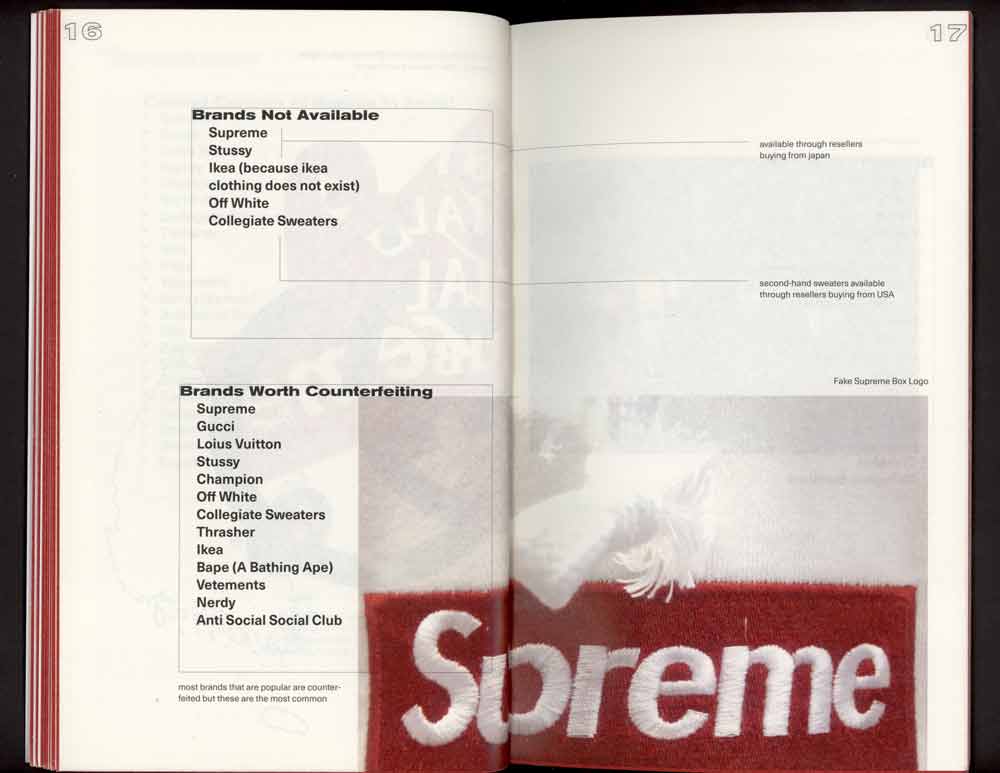 16
17
Brands Not Available
Supreme
Stussy
Ikea (because ikea
clothing does not exist)
Off White
Collegiate Sweaters
available through resellers
buying from japan
second-hand sweaters available
through resellers buying from USA
Fake Supreme Box Logo
Brands Worth Counterfeiting
Supreme
Gucci
Loius Vuitton
Stussy
Champion
Off White
Collegiate Sweaters
Thrasher
Ikea
Bape (A Bathing Ape)
Vetements
Nerdy
Anti Social Social Club
most brands that are popular are counter-
feited but these are the most common
Supreme